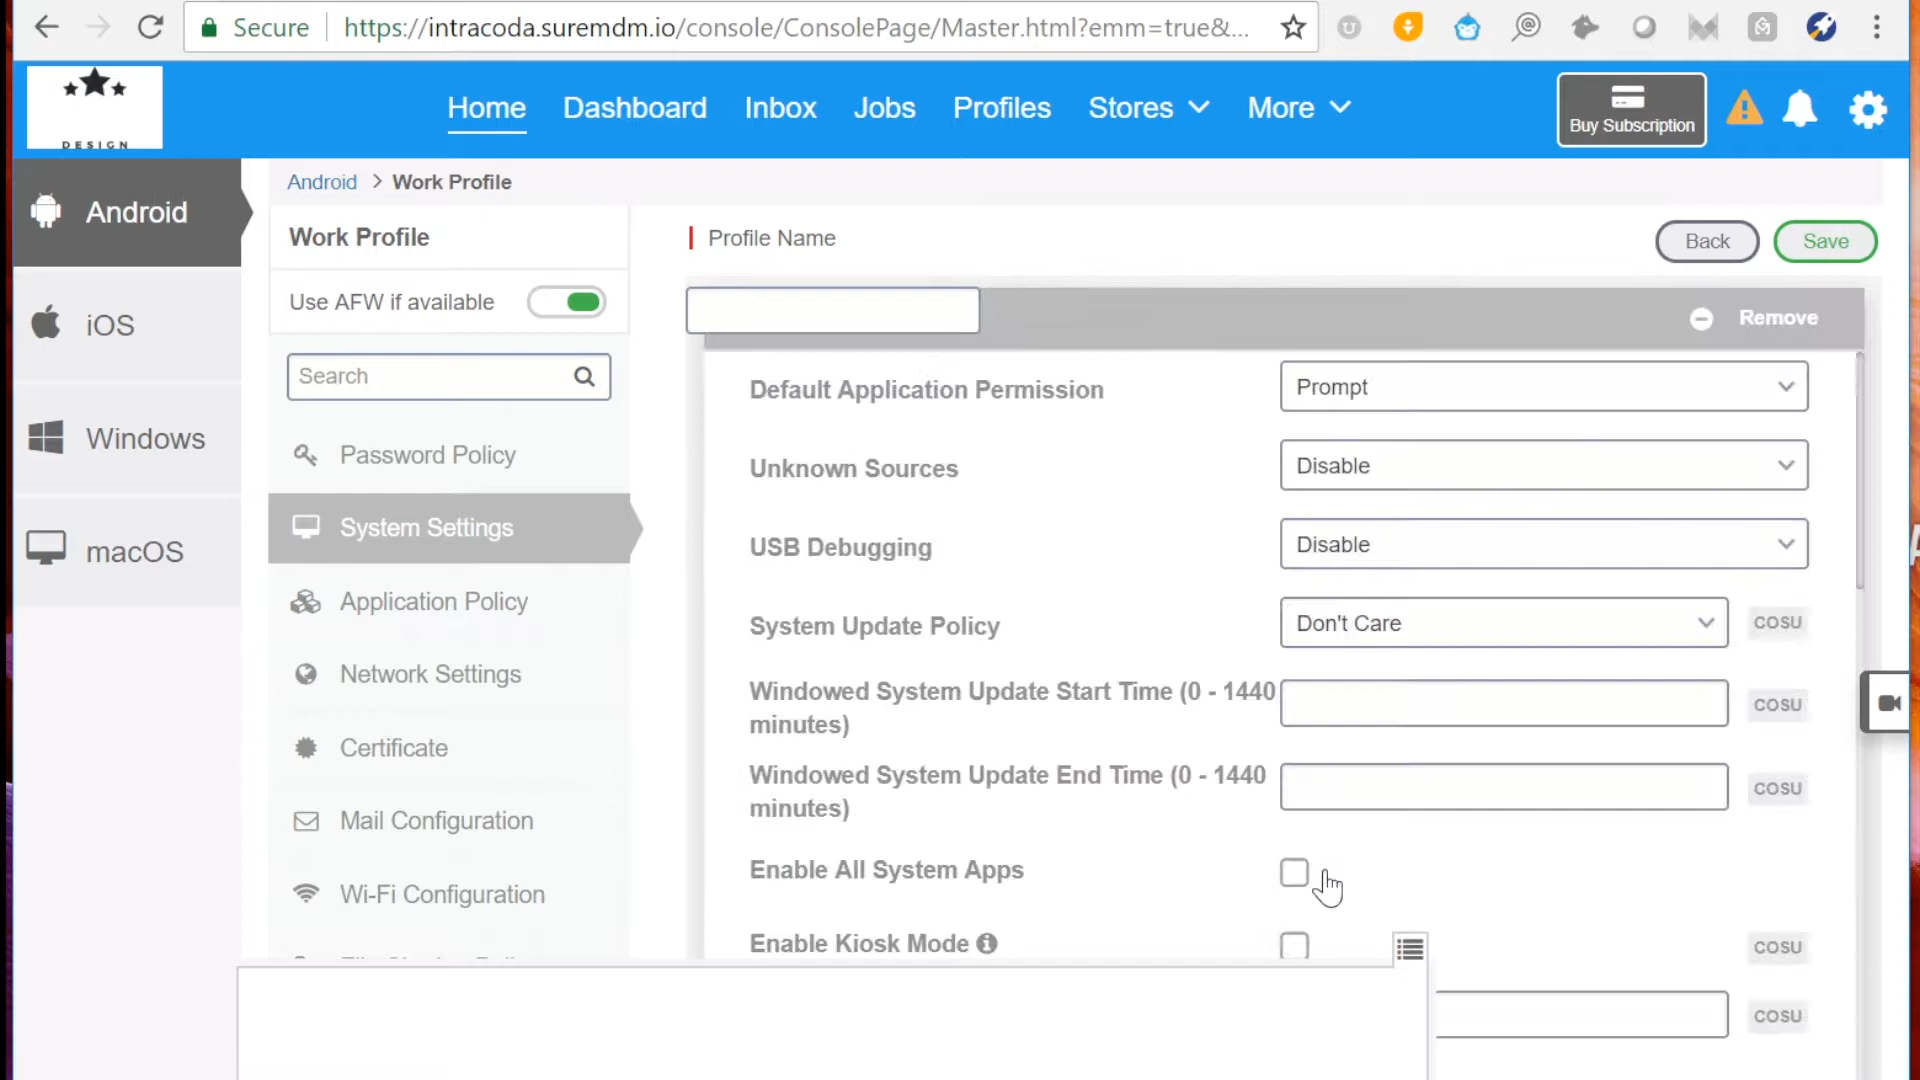 Secure
https://intracoda.suremdm.io/console/ConsolePage/Master.html?emm=true&...
DESIGN
Home
Dashboard
Inbox
Jobs
Profiles
Stores
More
Buy Subscription
Android
iOS
Windows
macOS
Android > Work Profile
Work Profile
Use AFW if available
Search
Password Policy
System Settings
Application Policy
Network Settings
Certificate
Mail Configuration
Wi-Fi Configuration
Profile Name
Back
Save
Remove
Default Application Permission
Prompt
Unknown Sources
Disable
USB Debugging
Disable
System Update Policy
Don't Care
COSU
Windowed System Update Start Time (0 - 1440
minutes)
COSU
Windowed System Update End Time (0 - 1440
minutes)
COSU
Enable All System Apps
Enable Kiosk Mode
COSU
COSU